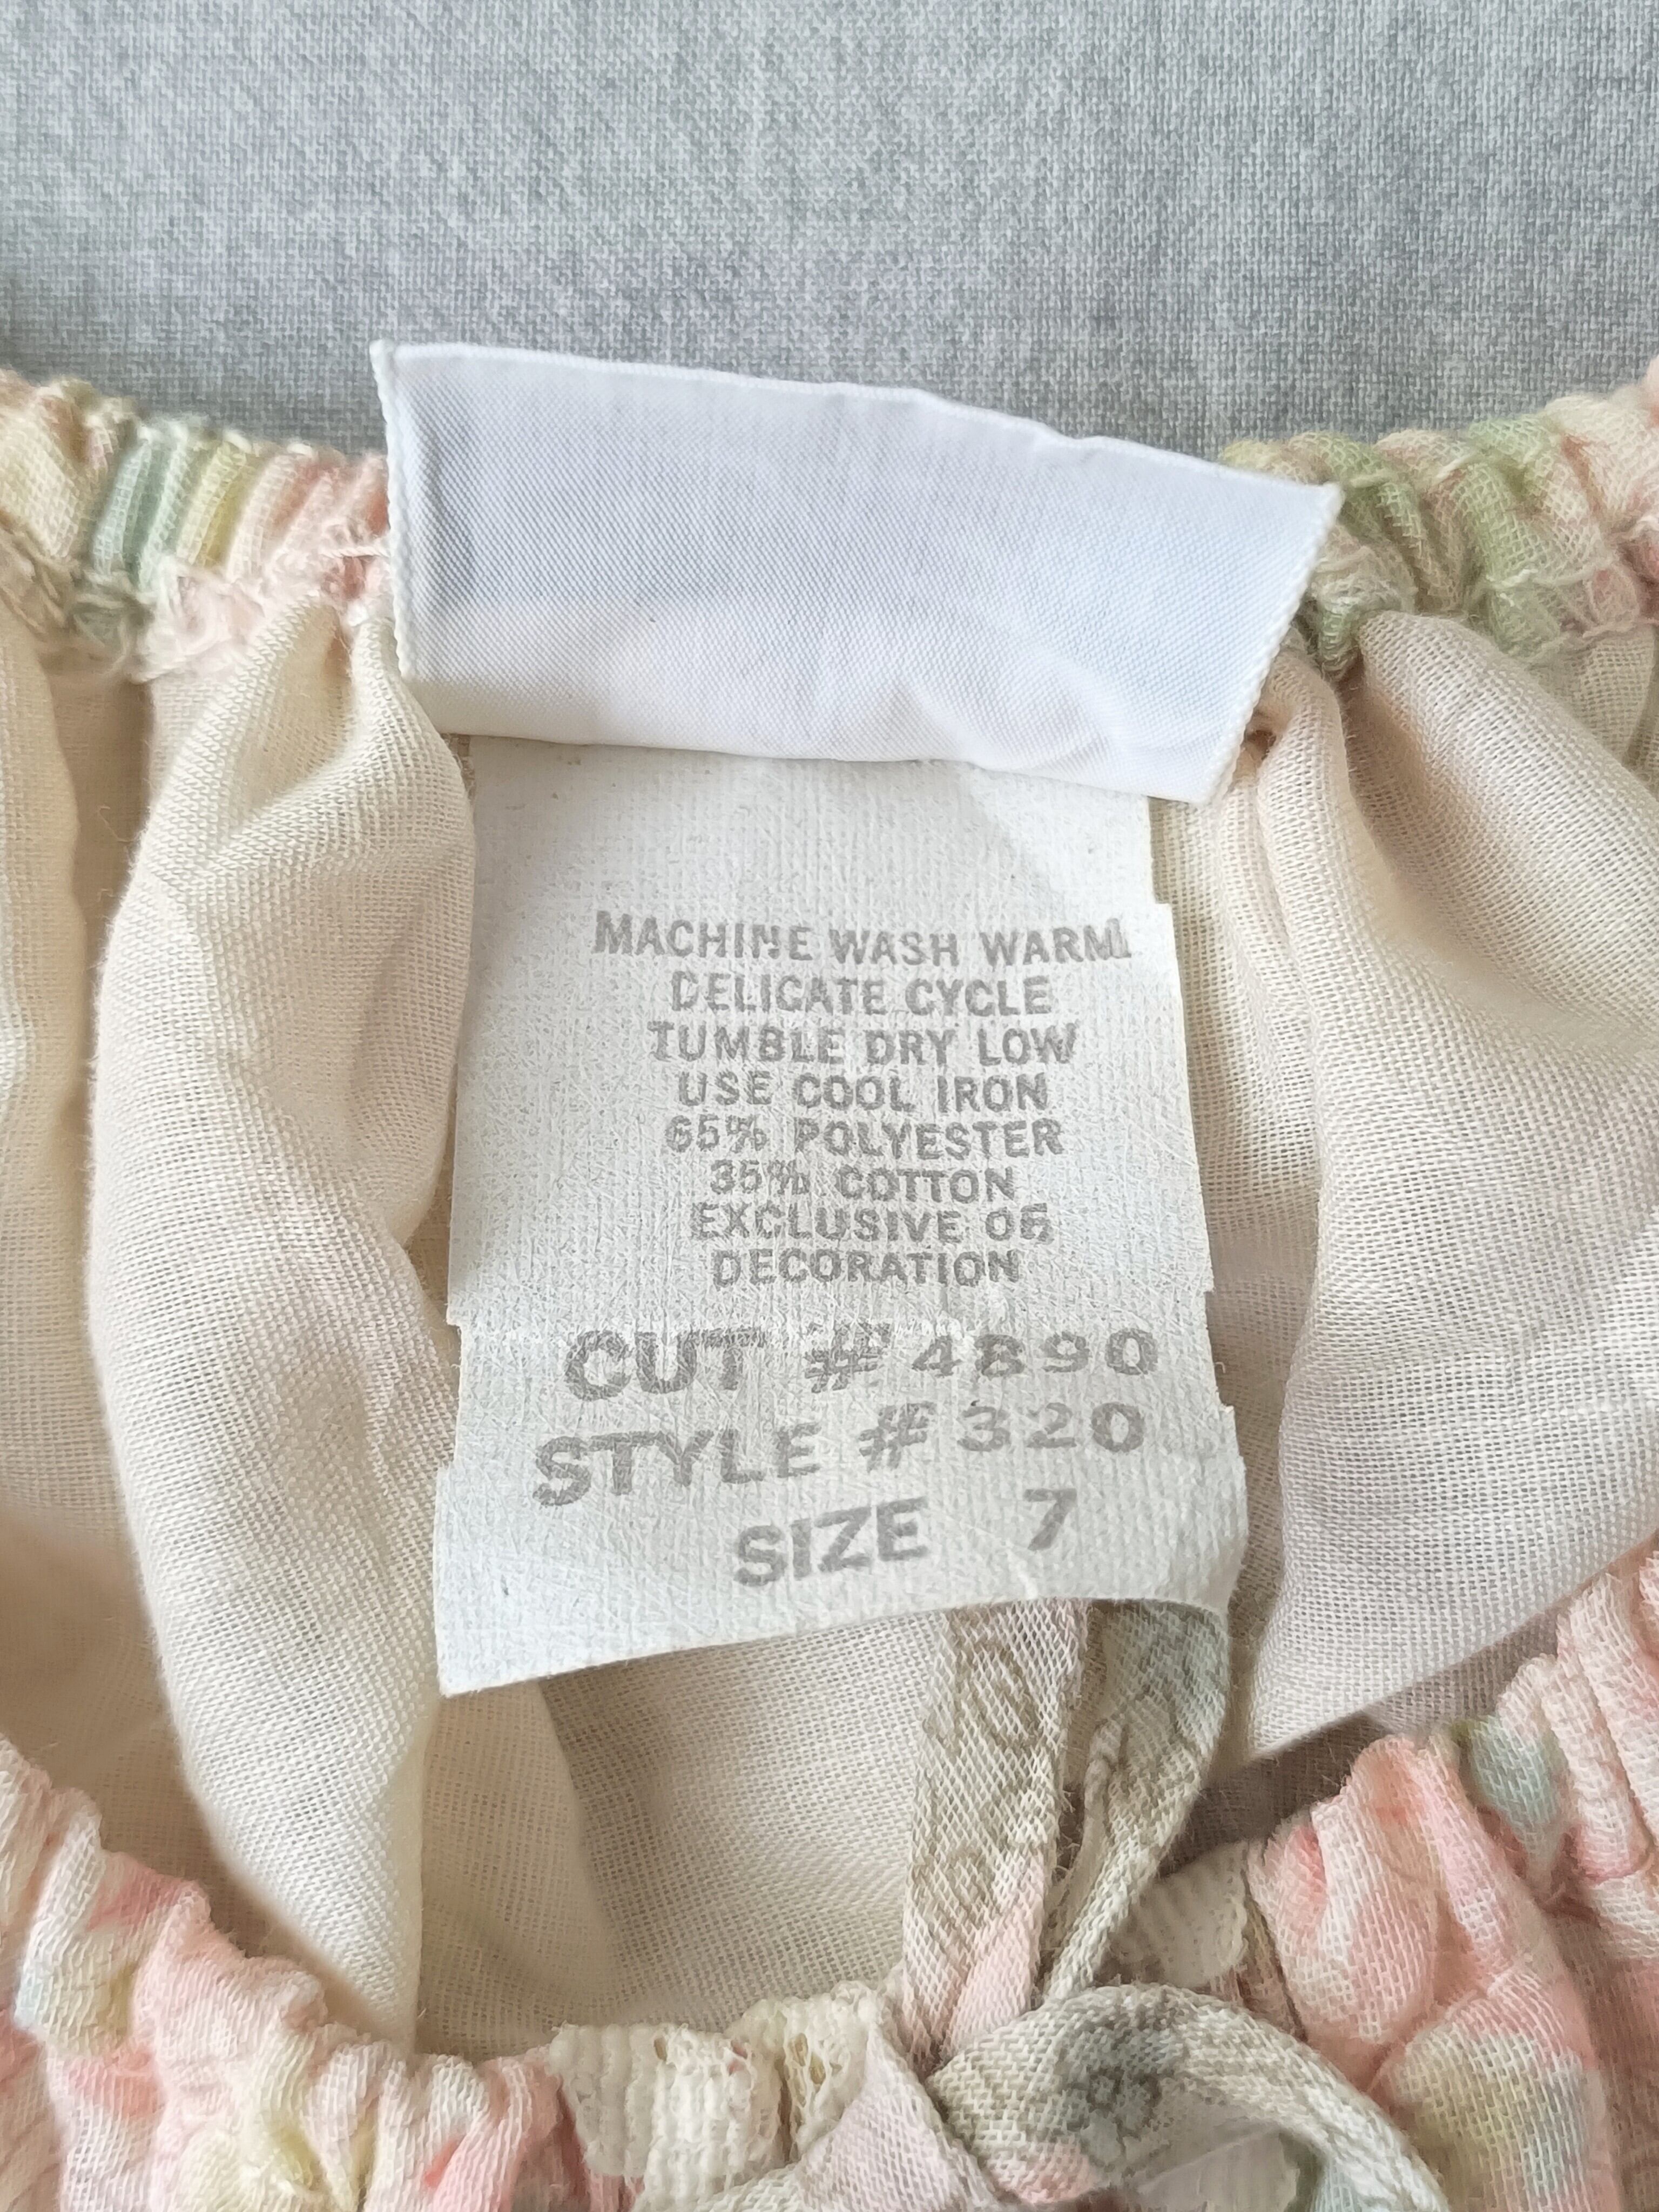 MACHINE WASH WARM
DELICATE CYCLE
TUMBLE DRY LOW
USE COOL IRON
65% POLYESTER
35% COTTON
EXCLUSIVE OF
DECORATION
CUT # 4890
STYLE # 320
SIZE 7